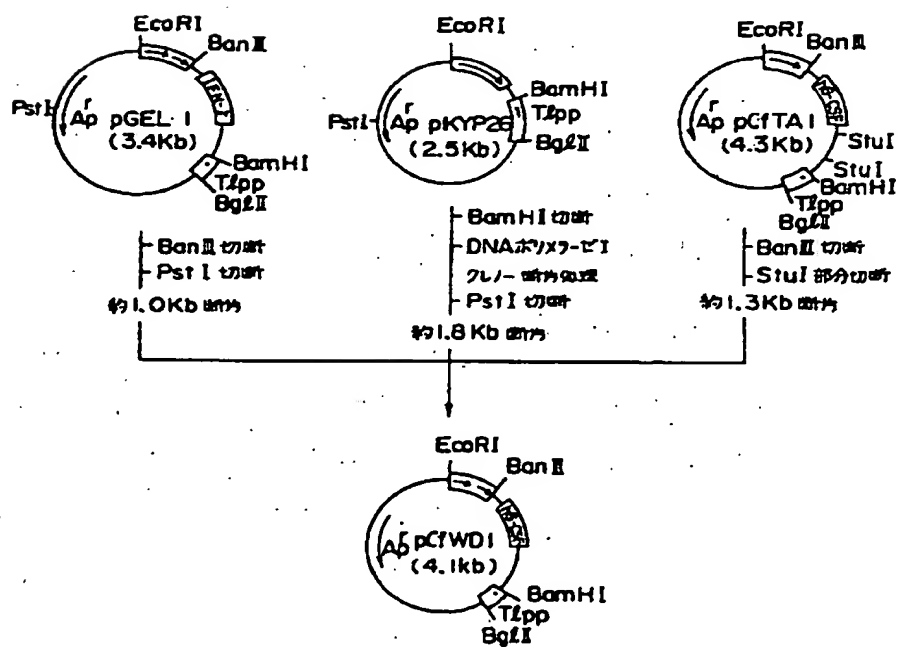 EcoRI
BanⅢ
PstI
Apʳ pGEL 1
(3.4Kb)
BamHI
Tlpp
BglⅡ
EcoRI
BamHI
Tlpp
BglⅡ
PstI
Apʳ pKYP26
(2.5Kb)
EcoRI
BanⅢ
Apʳ pCfTA1
(4.3Kb)
StuI
StuI
BamHI
Tlpp
BglⅡ
BanⅢ 切断
PstI 切断
約1.0Kb 断片
BamHI 切断
DNAポリメラーゼI
クレノー断片処理
PstI 切断
約1.8Kb 断片
BanⅢ 切断
StuI 部分切断
約1.3Kb 断片
EcoRI
BanⅢ
Apʳ pCfWD1
(4.1kb)
BamHI
Tlpp
BglⅡ